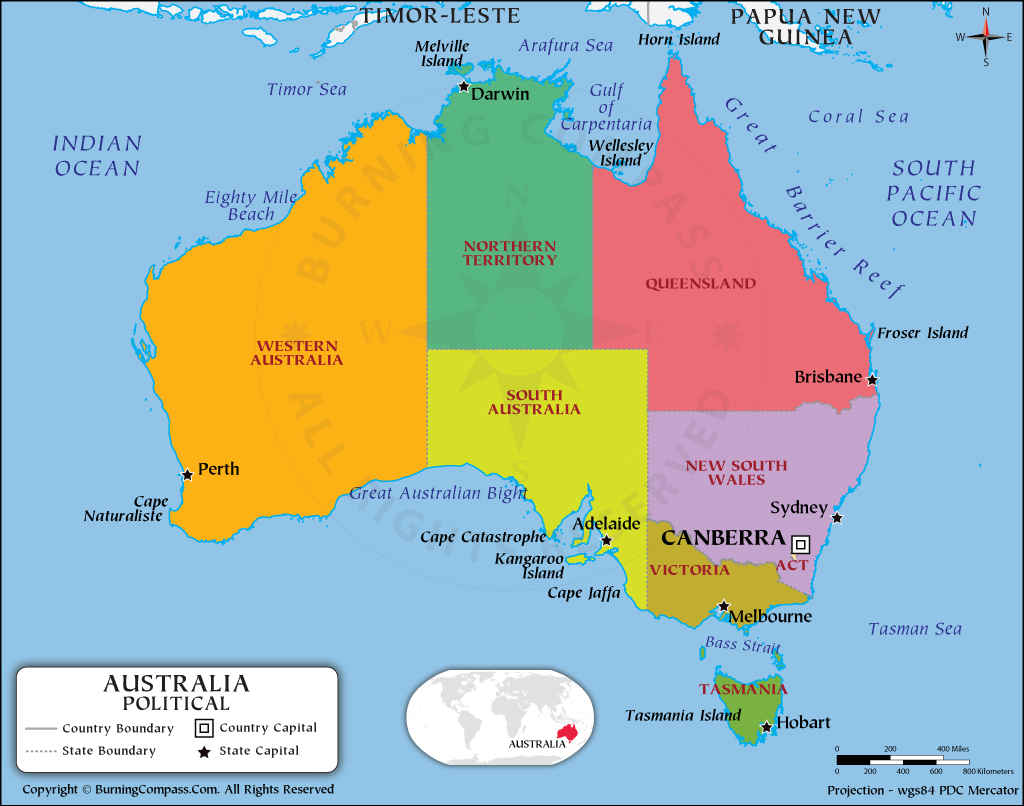 TIMOR-LESTE
PAPUA NEW
GUINEA
N
W
E
S
Melville
Island
Arafura Sea
Horn Island
Timor Sea
Darwin
Gulf
of
Carpentaria
Wellesley
Island
Great
Barrier Reef
Coral Sea
INDIAN
OCEAN
SOUTH
PACIFIC
OCEAN
Eighty Mile
Beach
BURNING COMPASS
N
W
E
S
ALL RIGHTS RESERVED
NORTHERN
TERRITORY
QUEENSLAND
WESTERN
AUSTRALIA
SOUTH
AUSTRALIA
Froser Island
Brisbane
Perth
Cape
Naturaliste
Great Australian Bight
NEW SOUTH
WALES
Sydney
Adelaide
Cape Catastrophe
CANBERRA
Kangaroo
Island
ACT
VICTORIA
Cape Jaffa
Melbourne
Bass Strait
Tasman Sea
TASMANIA
Tasmania Island
Hobart
AUSTRALIA
POLITICAL
Country Boundary
Country Capital
State Boundary
State Capital
AUSTRALIA
0 200 400 Miles
0 200 400 600 800 Kilometers
Copyright © BurningCompass.Com. All Rights Reserved
Projection - wgs84 PDC Mercator